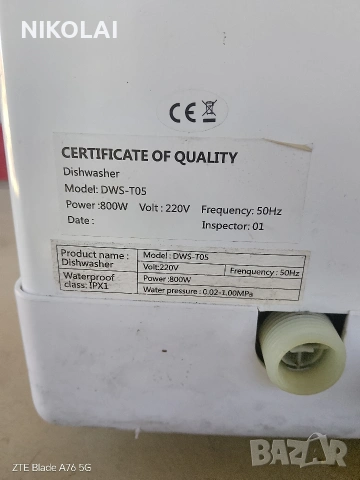 NIKOLAI
CE
CERTIFICATE OF QUALITY
Dishwasher
Model: DWS-T05
Power :800W Volt : 220V Frequency: 50Hz
Date : Inspector: 01
Product name : Dishwasher
Model : DWS-T05
Volt:220V Frenquency : 50Hz
Waterproof class: IPX1
Power :800W
Water pressure : 0.02-1.00MPa
ZTE Blade A76 5G
BAZAR